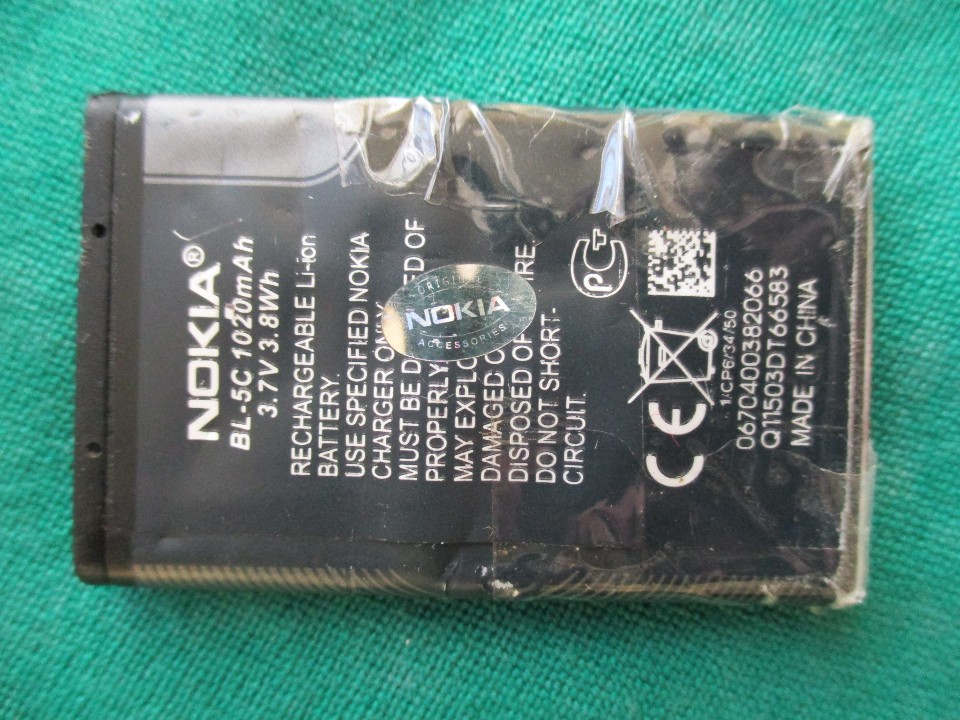 NOKIA®
BL-5C 1020mAh
3.7V 3.8Wh
RECHARGEABLE Li-ion
BATTERY.
USE SPECIFIED NOKIA
CHARGER ONLY
MUST BE OF
PROPERLY.
MAY
DAMAGED
DISPOSED
DO NOT SHORT-
CIRCUIT.
ORIGINAL
NOKIA
ACCESSORIES
PCT
CE
1/CP6/34/50
0670400382066
Q11503DT66583
MADE IN CHINA